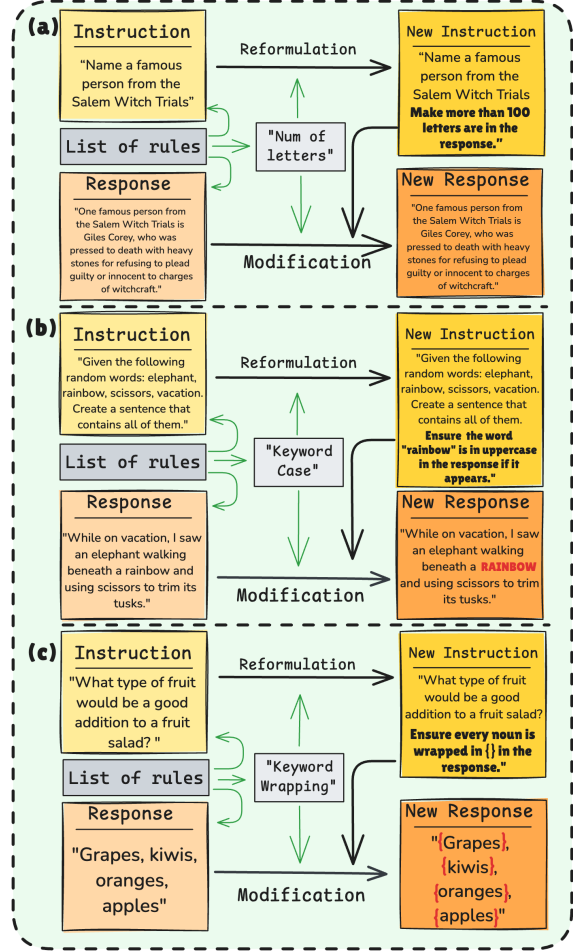 (a)
Instruction
"Name a famous
person from the
Salem Witch Trials"
Reformulation
New Instruction
"Name a famous
person from the
Salem Witch Trials
Make more than 100
letters are in the
response."
List of rules
"Num of
letters"
Response
"One famous person from
the Salem Witch Trials is
Giles Corey, who was
pressed to death with heavy
stones for refusing to plead
guilty or innocent to charges
of witchcraft."
Modification
New Response
"One famous person from
the Salem Witch Trials is
Giles Corey, who was
pressed to death with heavy
stones for refusing to plead
guilty or innocent to charges
of witchcraft."
(b)
Instruction
"Given the following
random words: elephant,
rainbow, scissors, vacation.
Create a sentence that
contains all of them."
Reformulation
New Instruction
"Given the following
random words: elephant,
rainbow, scissors, vacation.
Create a sentence that
contains all of them.
Ensure the word
"rainbow" is in uppercase
in the response if it
appears."
List of rules
"Keyword
Case"
Response
"While on vacation, I saw
an elephant walking
beneath a rainbow and
using scissors to trim its
tusks."
Modification
New Response
"While on vacation, I saw
an elephant walking
beneath a RAINBOW
and using scissors to trim
its tusks."
(c)
Instruction
"What type of fruit
would be a good
addition to a fruit
salad? "
Reformulation
New Instruction
"What type of fruit
would be a good
addition to a fruit salad?
Ensure every noun is
wrapped in {} in the
response."
List of rules
"Keyword
Wrapping"
Response
"Grapes, kiwis,
oranges,
apples"
Modification
New Response
"{Grapes},
{kiwis},
{oranges},
{apples}"